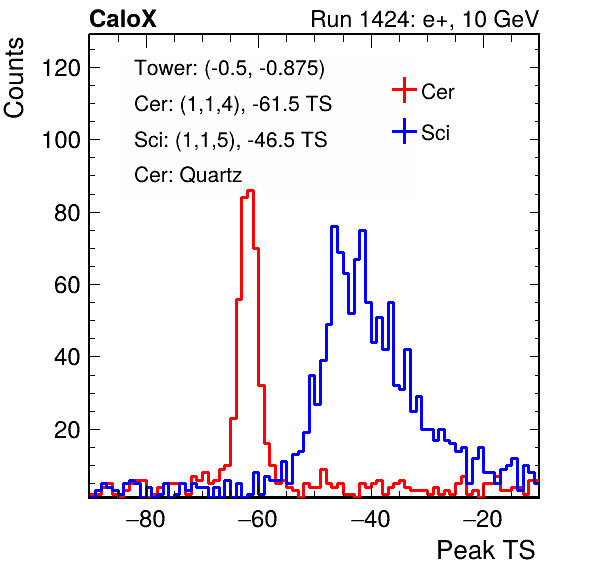 CaloX Run 1424: e+, 10 GeV
Counts
Tower: (-0.5, -0.875)
Cer: (1,1,4), -61.5 TS
Sci: (1,1,5), -46.5 TS
Cer: Quartz
Cer
Sci
120
100
80
60
40
20
−80 −60 −40 −20
Peak TS